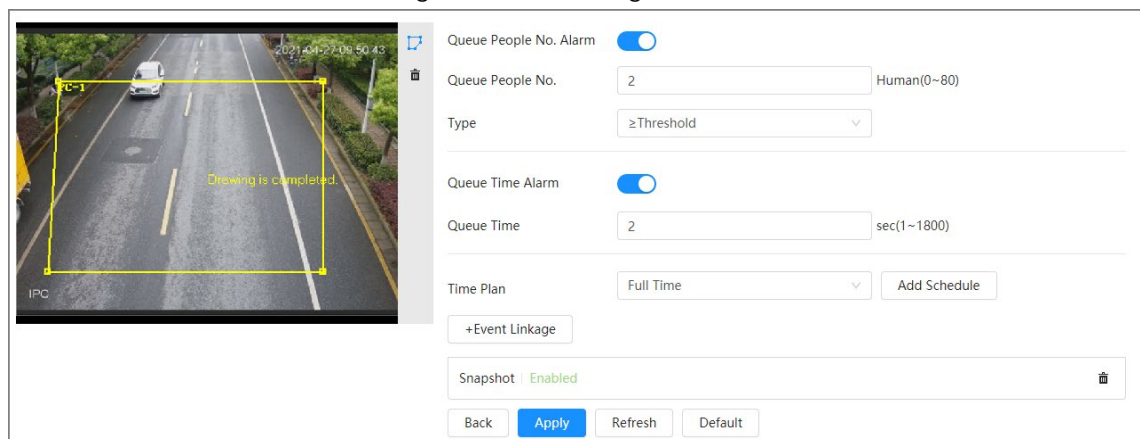 2021-04-27 09:50:43
PC-1
Drawing is completed.
IPC
Queue People No. Alarm
Queue People No. 2 Human(0~80)
Type ≥Threshold
Queue Time Alarm
Queue Time 2 sec(1~1800)
Time Plan Full Time Add Schedule
+Event Linkage
Snapshot Enabled
Back Apply Refresh Default